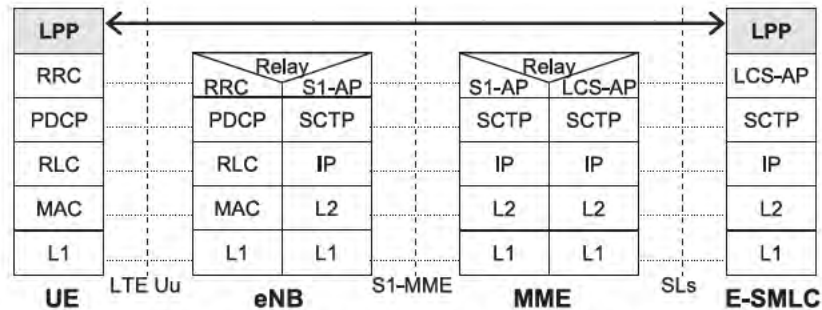 LPP LPP
RRC Relay Relay LCS-AP
RRC S1-AP S1-AP LCS-AP
PDCP PDCP SCTP SCTP SCTP SCTP
RLC RLC IP IP IP IP
MAC MAC L2 L2 L2 L2
L1 L1 L1 L1 L1 L1
LTE Uu S1-MME SLs
UE eNB MME E-SMLC